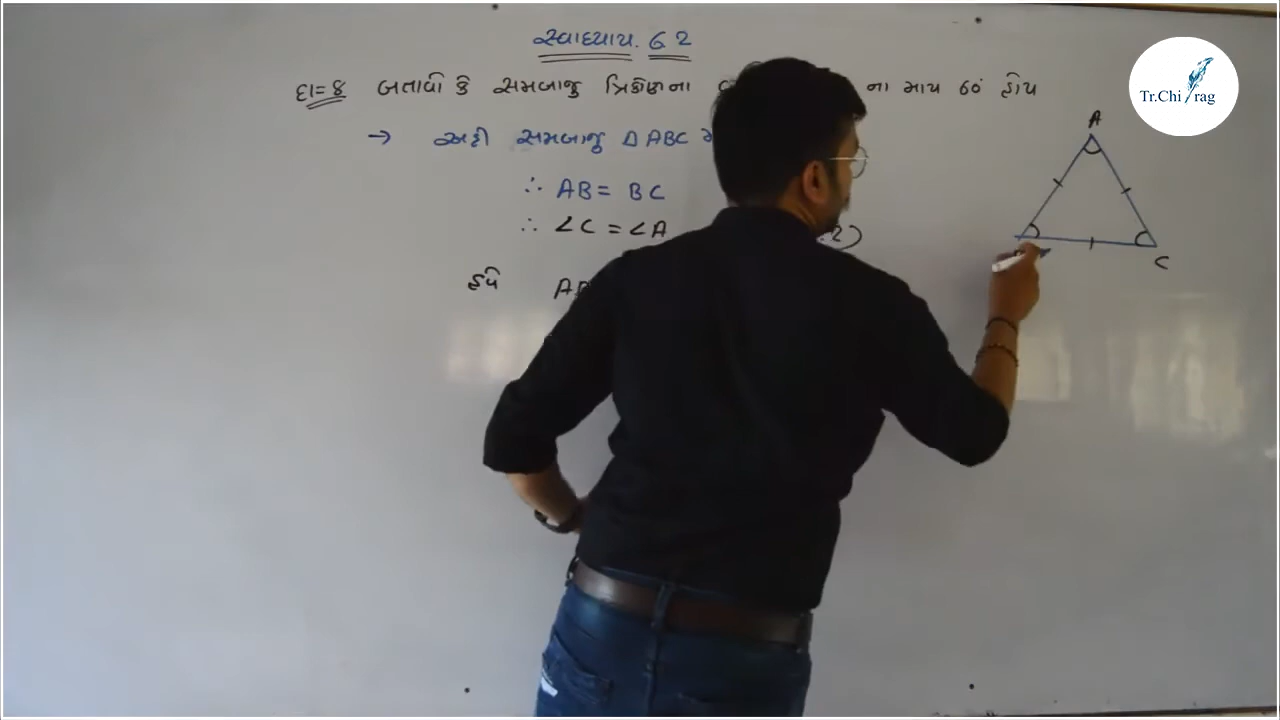 સ્વાધ્યાય. 6 2
દા=8 બતાવો કે સમબાજુ ત્રિકોણના ના માપ 60 હોય
→ અહીં સમબાજુ Δ ABC
∴ AB = BC
∴ ∠C = ∠A
હવે
A
C
Tr.Chirag